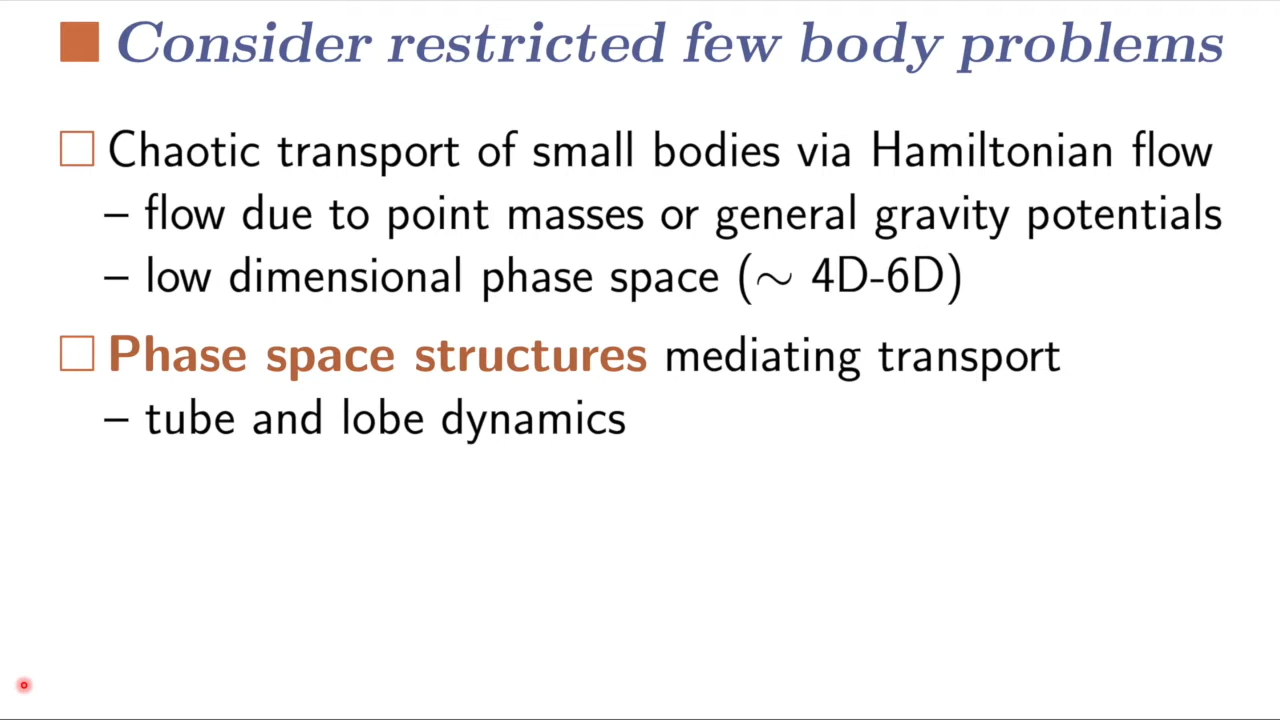 Consider restricted few body problems
Chaotic transport of small bodies via Hamiltonian flow
– flow due to point masses or general gravity potentials
– low dimensional phase space (∼ 4D-6D)
Phase space structures mediating transport
– tube and lobe dynamics